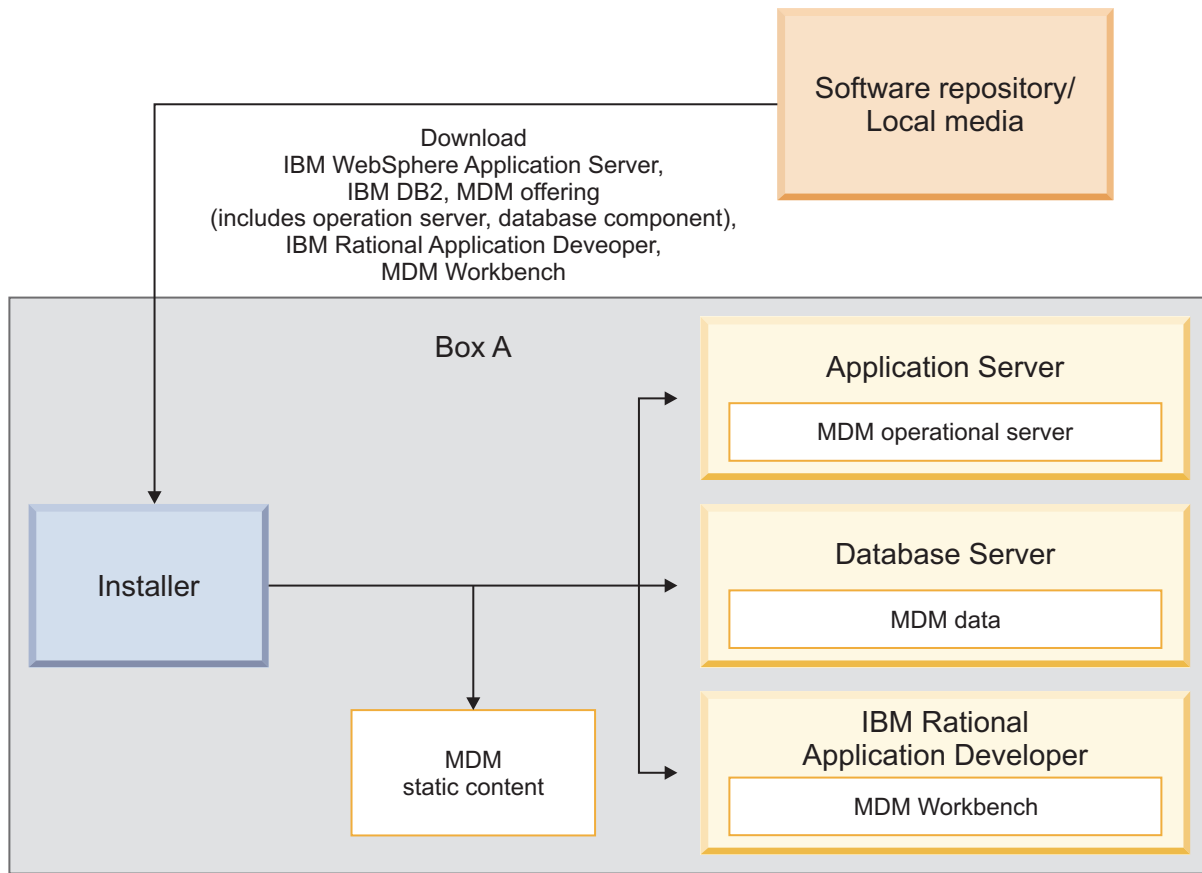 Software repository/
Local media
Download
IBM WebSphere Application Server,
IBM DB2, MDM offering
(includes operation server, database component),
IBM Rational Application Deveoper,
MDM Workbench
Box A
Application Server
MDM operational server
Installer
Database Server
MDM data
MDM
static content
IBM Rational
Application Developer
MDM Workbench